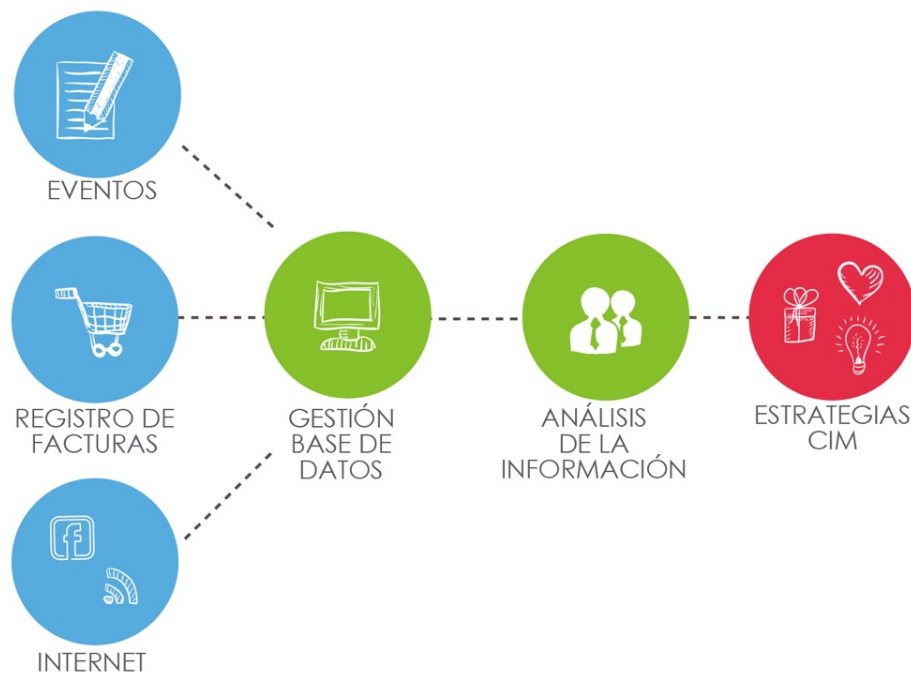 EVENTOS
REGISTRO DE
FACTURAS
GESTIÓN
BASE DE
DATOS
ANÁLISIS
DE LA
INFORMACIÓN
ESTRATEGIAS
CIM
INTERNET